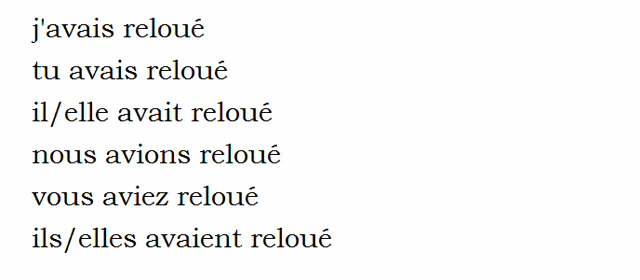 j'avais reloué
tu avais reloué
il/elle avait reloué
nous avions reloué
vous aviez reloué
ils/elles avaient reloué